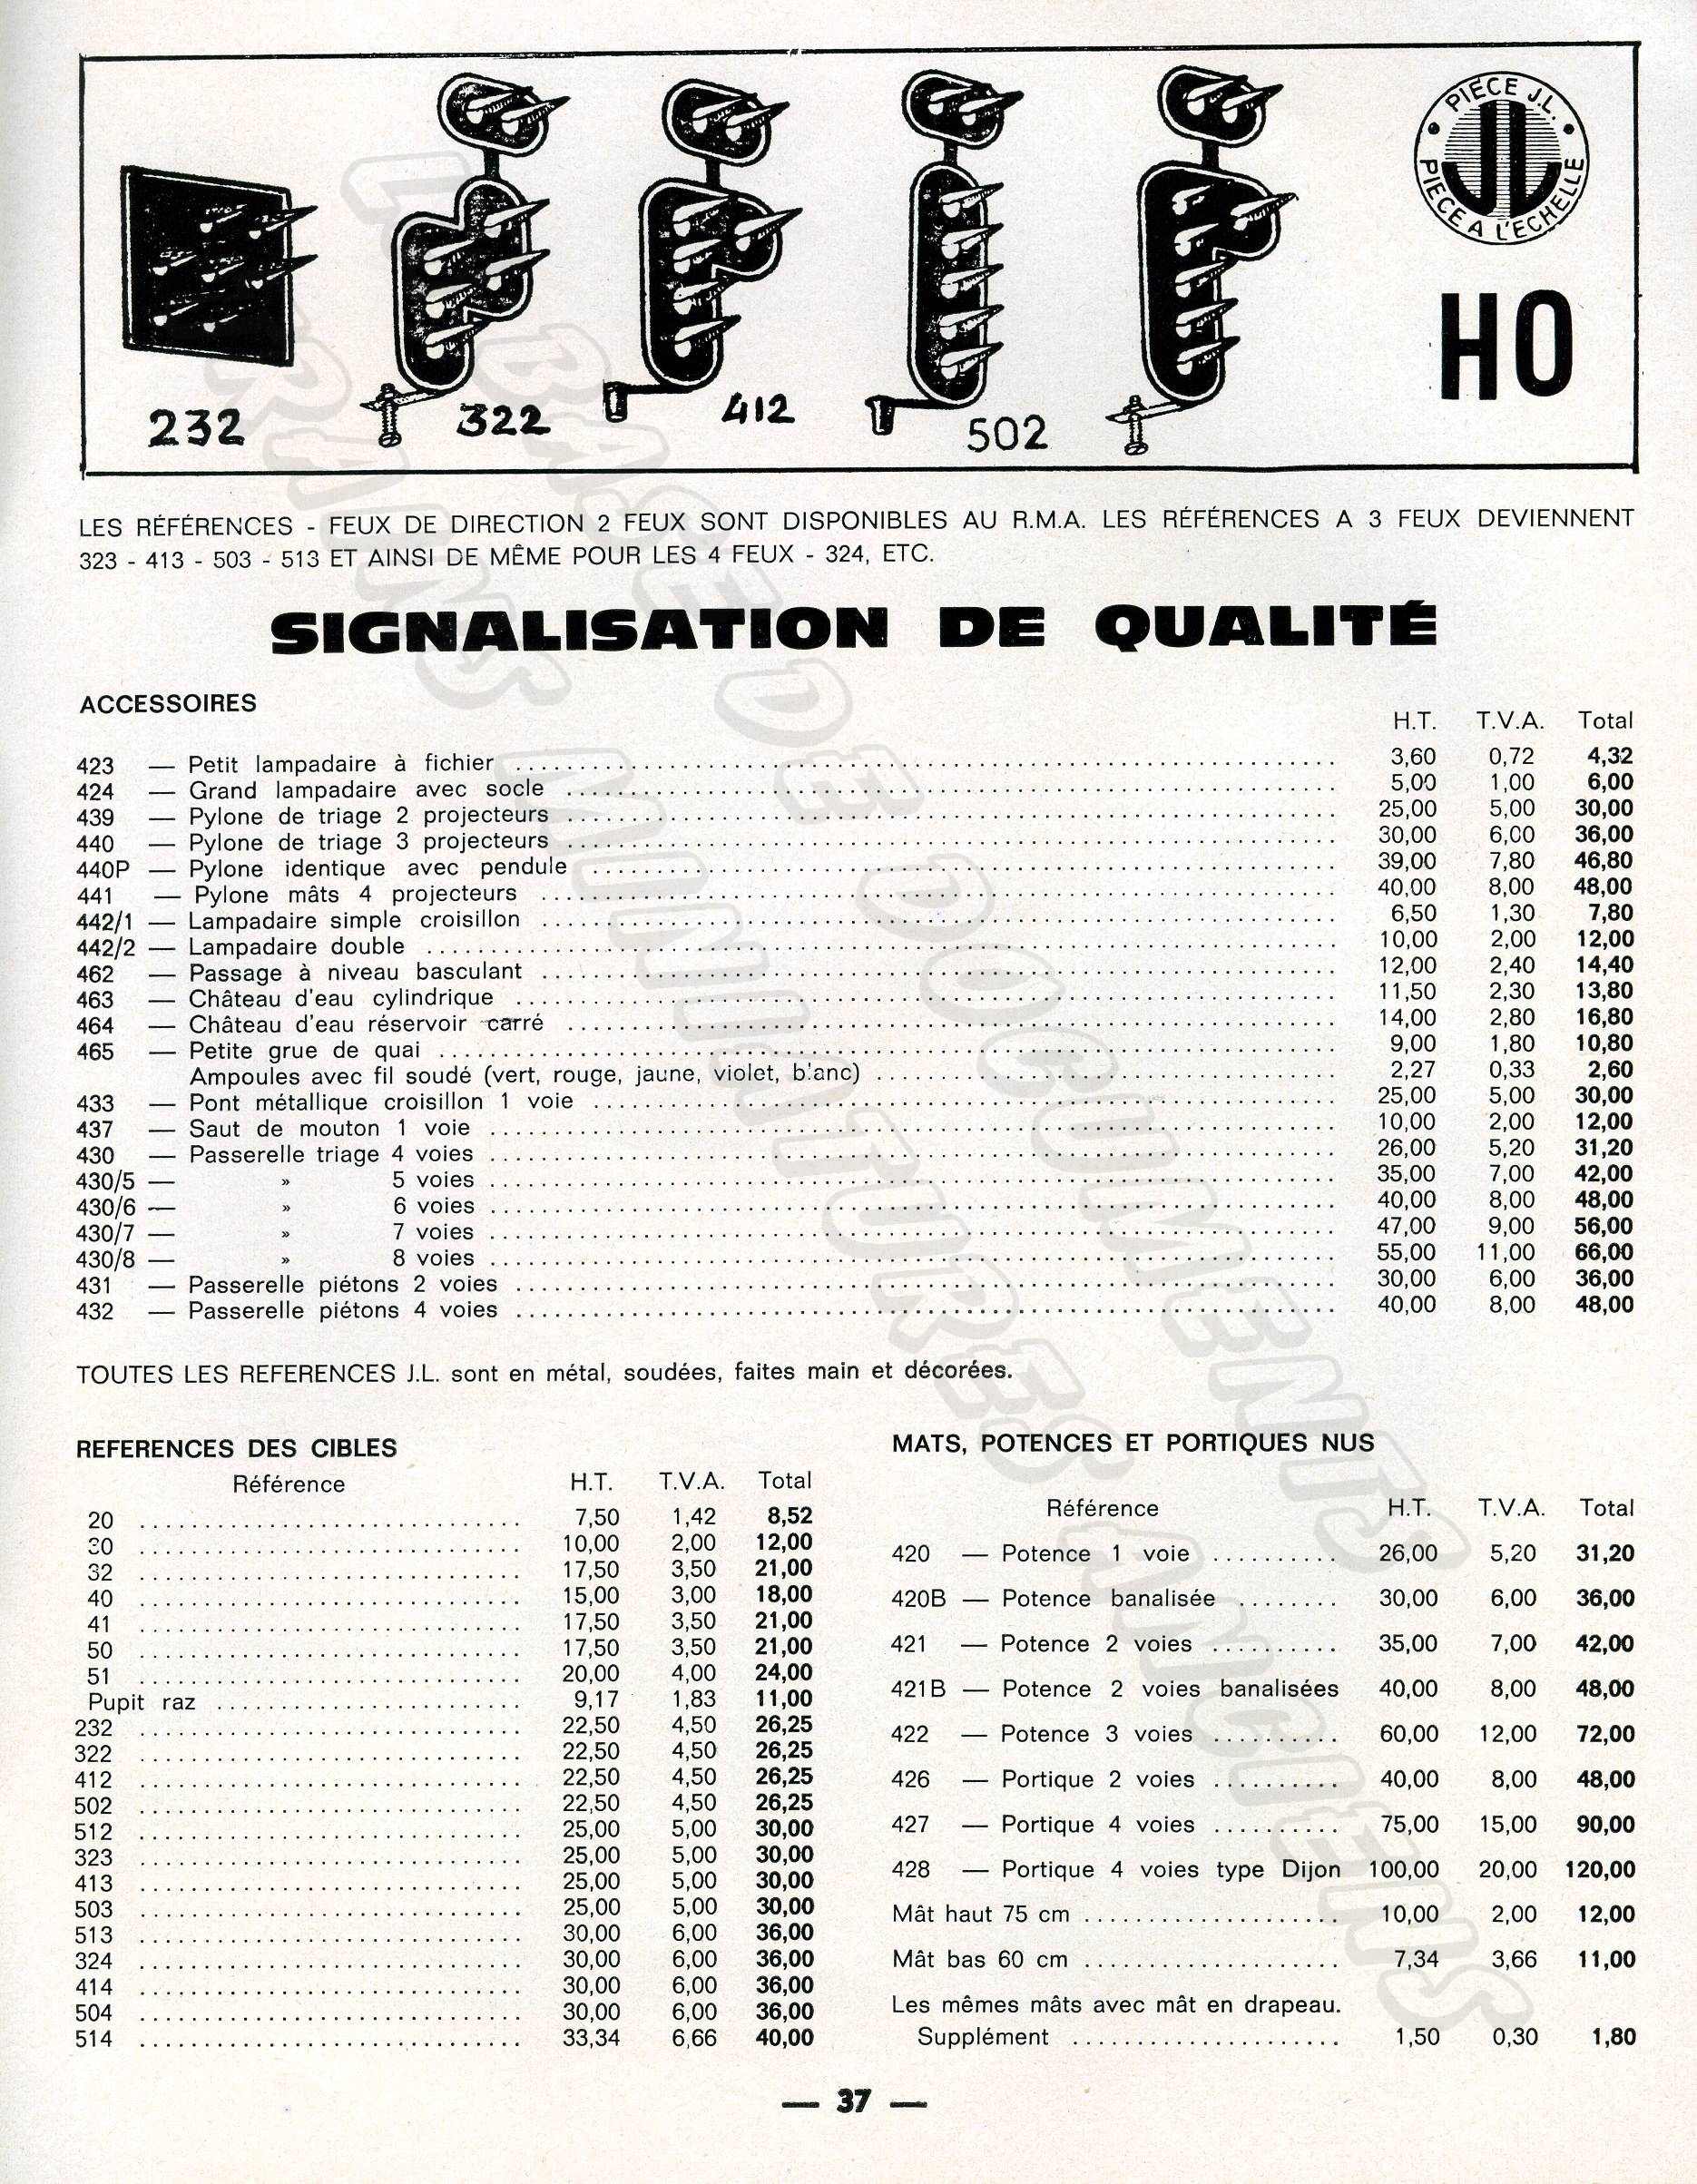 PIÈCE J.L.
JL
PIÈCE A L'ECHELLE
HO
232
322
412
502
LES RÉFÉRENCES - FEUX DE DIRECTION 2 FEUX SONT DISPONIBLES AU R.M.A. LES RÉFÉRENCES A 3 FEUX DEVIENNENT
323 - 413 - 503 - 513 ET AINSI DE MÊME POUR LES 4 FEUX - 324, ETC.
SIGNALISATION DE QUALITÉ
ACCESSOIRES
H.T. T.V.A. Total
423 — Petit lampadaire à fichier 3,60 0,72 4,32
424 — Grand lampadaire avec socle 5,00 1,00 6,00
439 — Pylone de triage 2 projecteurs 25,00 5,00 30,00
440 — Pylone de triage 3 projecteurs 30,00 6,00 36,00
440P — Pylone identique avec pendule 39,00 7,80 46,80
441 — Pylone mâts 4 projecteurs 40,00 8,00 48,00
442/1 — Lampadaire simple croisillon 6,50 1,30 7,80
442/2 — Lampadaire double 10,00 2,00 12,00
462 — Passage à niveau basculant 12,00 2,40 14,40
463 — Château d'eau cylindrique 11,50 2,30 13,80
464 — Château d'eau réservoir carré 14,00 2,80 16,80
465 — Petite grue de quai 9,00 1,80 10,80
Ampoules avec fil soudé (vert, rouge, jaune, violet, blanc) 2,27 0,33 2,60
433 — Pont métallique croisillon 1 voie 25,00 5,00 30,00
437 — Saut de mouton 1 voie 10,00 2,00 12,00
430 — Passerelle triage 4 voies 26,00 5,20 31,20
430/5 — » 5 voies 35,00 7,00 42,00
430/6 — » 6 voies 40,00 8,00 48,00
430/7 — » 7 voies 47,00 9,00 56,00
430/8 — » 8 voies 55,00 11,00 66,00
431 — Passerelle piétons 2 voies 30,00 6,00 36,00
432 — Passerelle piétons 4 voies 40,00 8,00 48,00
TOUTES LES REFERENCES J.L. sont en métal, soudées, faites main et décorées.
REFERENCES DES CIBLES
Référence H.T. T.V.A. Total
20 7,50 1,42 8,52
30 10,00 2,00 12,00
32 17,50 3,50 21,00
40 15,00 3,00 18,00
41 17,50 3,50 21,00
50 17,50 3,50 21,00
51 20,00 4,00 24,00
Pupit raz 9,17 1,83 11,00
232 22,50 4,50 26,25
322 22,50 4,50 26,25
412 22,50 4,50 26,25
502 22,50 4,50 26,25
512 25,00 5,00 30,00
323 25,00 5,00 30,00
413 25,00 5,00 30,00
503 25,00 5,00 30,00
513 30,00 6,00 36,00
324 30,00 6,00 36,00
414 30,00 6,00 36,00
504 30,00 6,00 36,00
514 33,34 6,66 40,00
MATS, POTENCES ET PORTIQUES NUS
Référence H.T. T.V.A. Total
420 — Potence 1 voie 26,00 5,20 31,20
420B — Potence banalisée 30,00 6,00 36,00
421 — Potence 2 voies 35,00 7,00 42,00
421B — Potence 2 voies banalisées 40,00 8,00 48,00
422 — Potence 3 voies 60,00 12,00 72,00
426 — Portique 2 voies 40,00 8,00 48,00
427 — Portique 4 voies 75,00 15,00 90,00
428 — Portique 4 voies type Dijon 100,00 20,00 120,00
Mât haut 75 cm 10,00 2,00 12,00
Mât bas 60 cm 7,34 3,66 11,00
Les mêmes mâts avec mât en drapeau.
Supplément 1,50 0,30 1,80
— 37 —
LA BASE DE DOCUMENTS
TRAINS MINIATURES ANCIENS